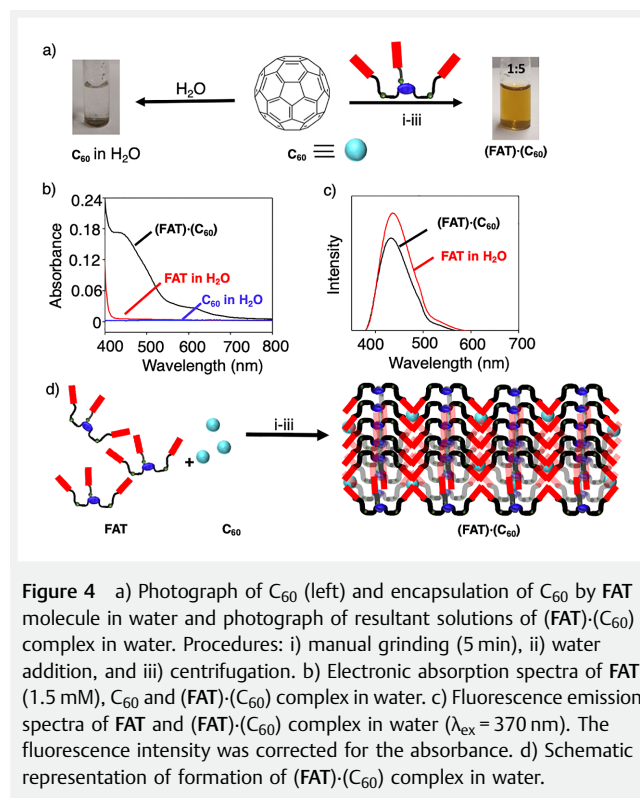 a)
H₂O
1:5
i-iii
C₆₀ in H₂O
C₆₀ ≡
(FAT)·(C₆₀)
b)
Absorbance
0.24
0.18
0.12
0.06
0
(FAT)·(C₆₀)
FAT in H₂O
C₆₀ in H₂O
400 500 600 700 800
Wavelength (nm)
c)
Intensity
(FAT)·(C₆₀)
FAT in H₂O
400 500 600 700
Wavelength (nm)
d)
+
i-iii
FAT
C₆₀
(FAT)·(C₆₀)
Figure 4 a) Photograph of C₆₀ (left) and encapsulation of C₆₀ by FAT
molecule in water and photograph of resultant solutions of (FAT)·(C₆₀)
complex in water. Procedures: i) manual grinding (5 min), ii) water
addition, and iii) centrifugation. b) Electronic absorption spectra of FAT
(1.5 mM), C₆₀ and (FAT)·(C₆₀) complex in water. c) Fluorescence emission
spectra of FAT and (FAT)·(C₆₀) complex in water (λₑₓ = 370 nm). The
fluorescence intensity was corrected for the absorbance. d) Schematic
representation of formation of (FAT)·(C₆₀) complex in water.